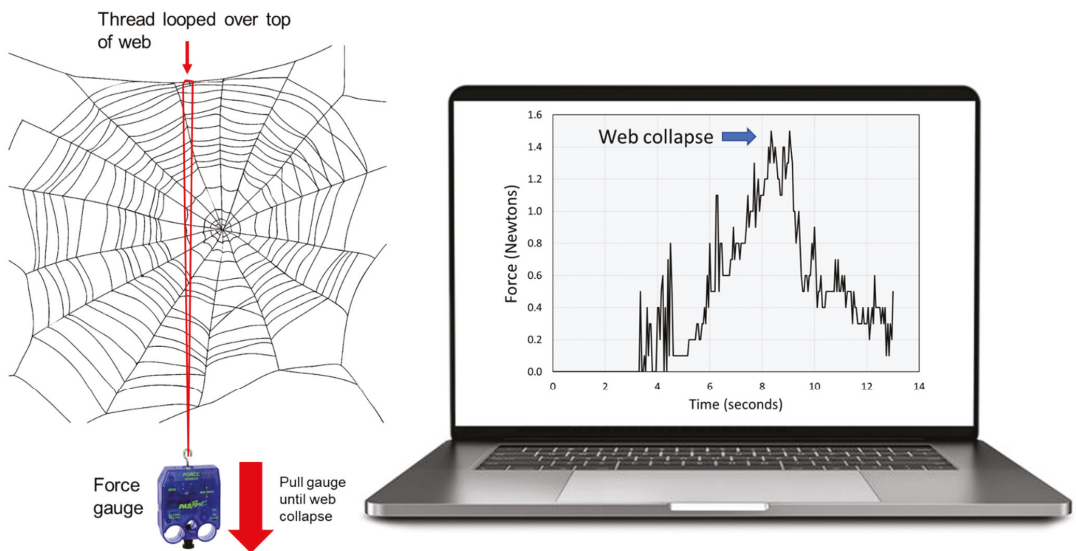 Thread looped over top
of web
Force
gauge
FORCE
SENSOR
Pull gauge
until web
collapse
Web collapse
Force (Newtons)
1.6
1.4
1.2
1.0
0.8
0.6
0.4
0.2
0.0
0 2 4 6 8 10 12 14
Time (seconds)